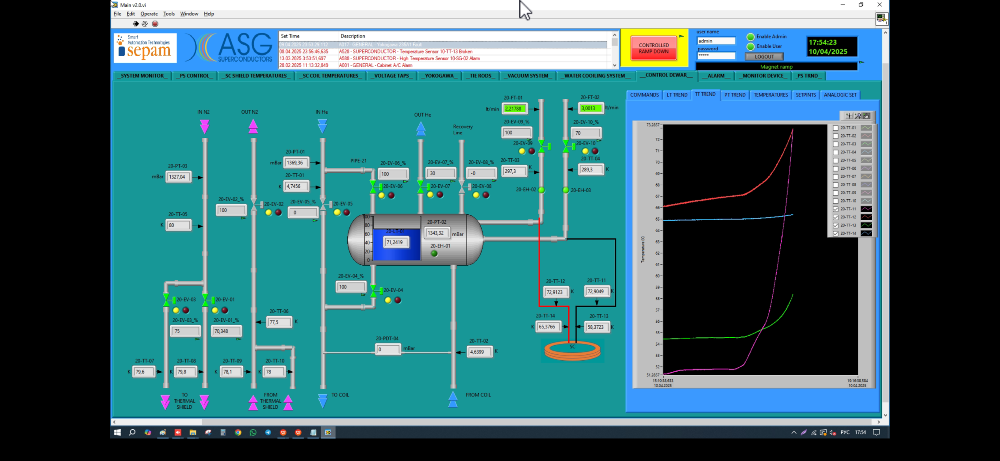 Main v2.0.vi
File Edit Operate Tools Window Help
1
Smart
Automation Technologies
sepam
ASG
SUPERCONDUCTORS
Set Time Description
09.04.2025 23:53:29,112 A017 - GENERAL - Yokogawa 235A1 Fault
08.04.2025 23:56:46,635 A528 - SUPERCONDUCTOR - Temperature Sensor 10-TT-13 Broken
13.03.2025 3:53:51,697 A588 - SUPERCONDUCTOR - High Temperature Sensor 10-SG-02 Alarm
28.02.2025 11:13:32,849 A001 - GENERAL - Cabinet A/C Alarm
CONTROLLED
RAMP DOWN
user name
admin
password
*****
Enable Admin
Enable User
LOGOUT
17:54:23
10/04/2025
Magnet ramp
_SYSTEM MONITOR_ _PS CONTROL_ _SC SHIELD TEMPERATURES_ _SC COIL TEMPERATURES_ _VOLTAGE TAPS_ _YOKOGAWA_ _TIE RODS_ _VACUUM SYSTEM_ _WATER COOILING SYSTEM__ __CONTROL DEWAR__ __ALARM__ _MONITOR DEVICE_ _PS TRND_
COMMANDS LT TREND TT TREND PT TREND TEMPERATURES SETPINTS ANALOGIC SET
IN N2
OUT N2
IN He
OUT He
Recovery
Line
20-FT-01
lt/min 2,21788
20-FT-02
3,0013 lt/min
20-EV-09_%
100
20-EV-10_%
70
20-EV-09
20-EV-10
20-TT-03
297,3 K
20-TT-04
289,3 K
20-EH-02
20-EH-03
20-PT-01
mBar 1369,36
PIPE-21
20-EV-06_%
100
20-EV-07_%
30
20-EV-08_%
-0
20-PT-03
mBar 1327,04
20-TT-01
K 4,7456
20-EV-06
20-EV-07
20-EV-08
20-EV-02_%
100
20-EV-02
20-EV-05_%
0
20-EV-05
20-TT-05
K 80
100
80
60
40
20
0
20-LT-01
71,2419
20-PT-02
1343,32 mBar
20-EH-01
20-EV-04_%
100
20-EV-04
20-TT-12
72,9123 K
20-TT-11
72,9049 K
20-EV-03
20-EV-01
20-EV-03_%
75
20-EV-01_%
70,348
20-TT-06
77,5 K
20-TT-14
K 65,3766
20-TT-13
58,3723 K
20-PDT-04
0 mBar
20-TT-02
4,6399 K
SC
20-TT-07
K 79,6
20-TT-08
K 79,8
20-TT-09
K 78,1
20-TT-10
K 78
TO
THERMAL
SHIELD
FROM
THERMAL
SHIELD
TO COIL
FROM COIL
73,2857
72
71
70
69
68
67
66
65
64
63
62
61
60
59
58
57
56
55
54
53
52
51,2857
Temperature (K)
15:10:38,633
10.04.2025
19:16:38,584
10.04.2025
20-TT-01
20-TT-02
20-TT-03
20-TT-04
20-TT-05
20-TT-06
20-TT-07
20-TT-08
20-TT-09
20-TT-10
20-TT-11
20-TT-12
20-TT-13
20-TT-14
РУС 17:54